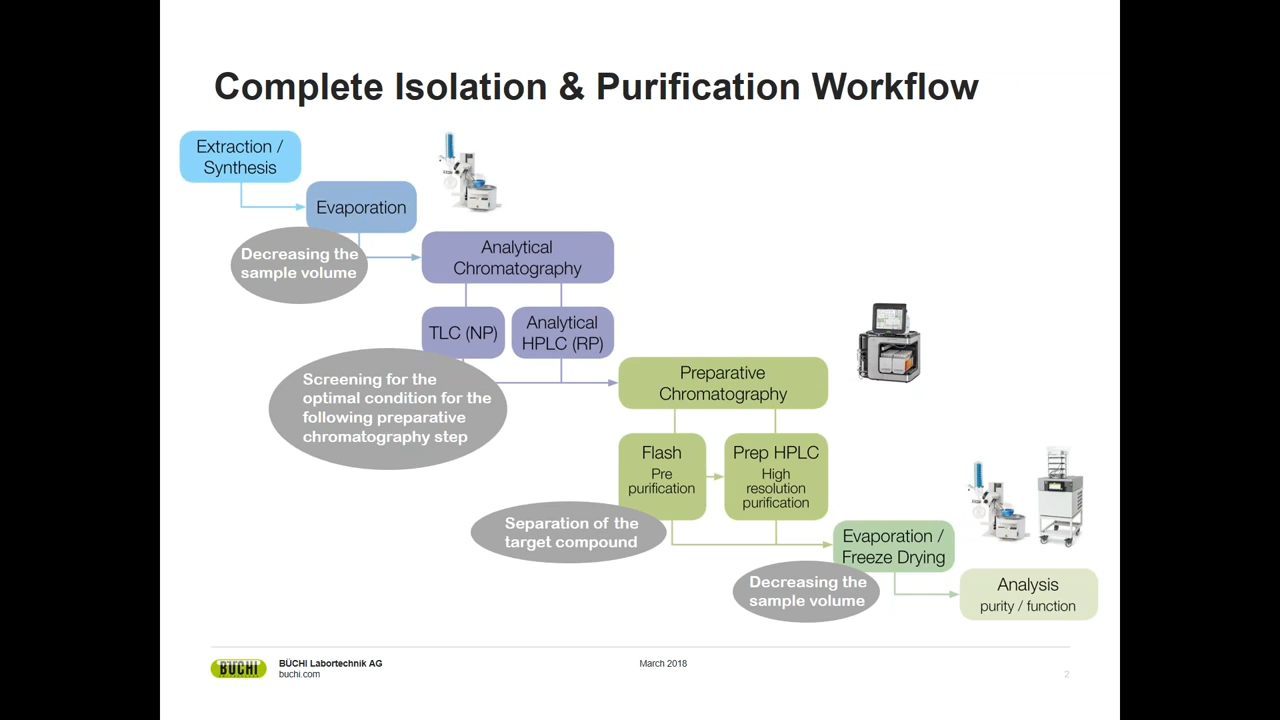 Complete Isolation & Purification Workflow
Extraction /
Synthesis
Evaporation
Decreasing the
sample volume
Analytical
Chromatography
TLC (NP)
Analytical
HPLC (RP)
Screening for the
optimal condition for the
following preparative
chromatography step
Preparative
Chromatography
Flash
Pre
purification
Prep HPLC
High
resolution
purification
Separation of the
target compound
Evaporation /
Freeze Drying
Decreasing the
sample volume
Analysis
purity / function
BÜCHI
BÜCHI Labortechnik AG
buchi.com
March 2018
2